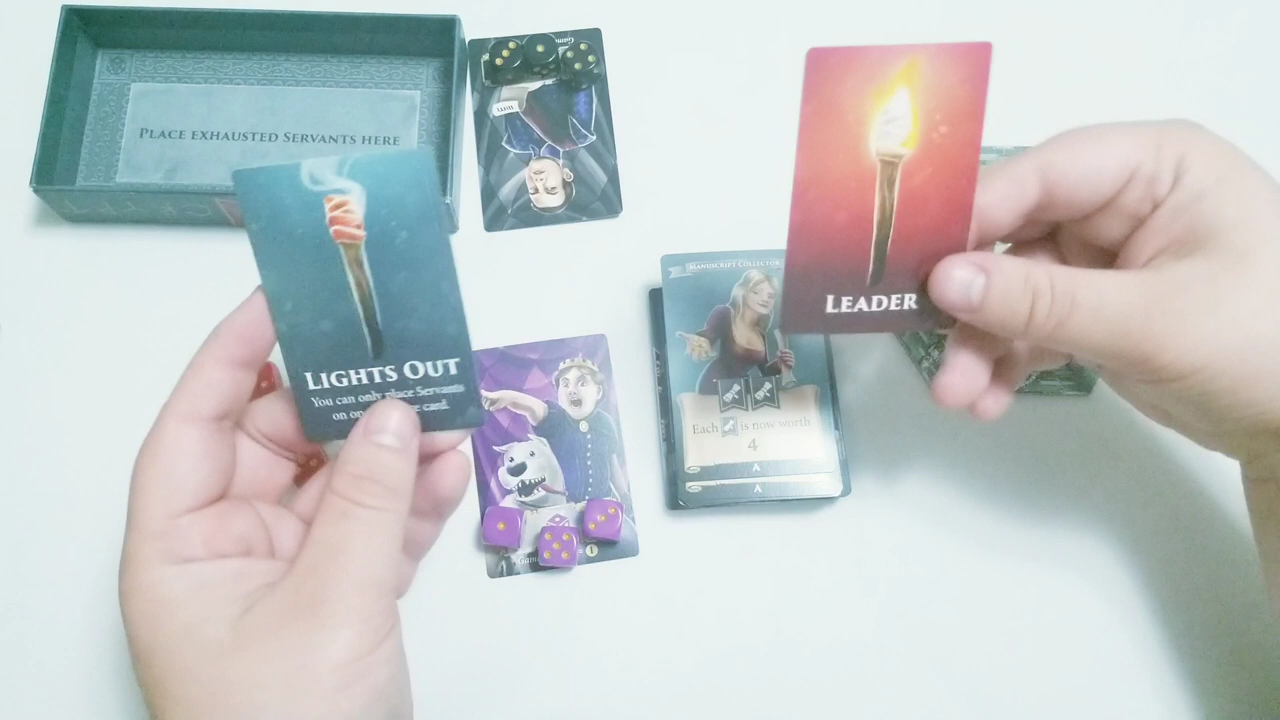 PLACE EXHAUSTED SERVANTS HERE
LEADER
LIGHTS OUT
You can only place Servants
on card.
MANUSCRIPT COLLECTOR
Each is now worth
4